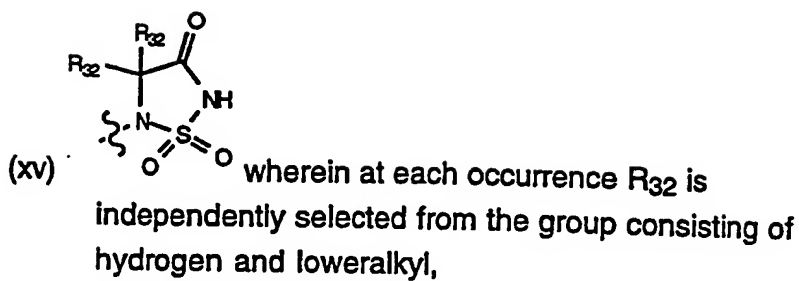 O
R32
R32
NH
N
S
O
O
(xv) wherein at each occurrence R32 is
independently selected from the group consisting of
hydrogen and loweralkyl,